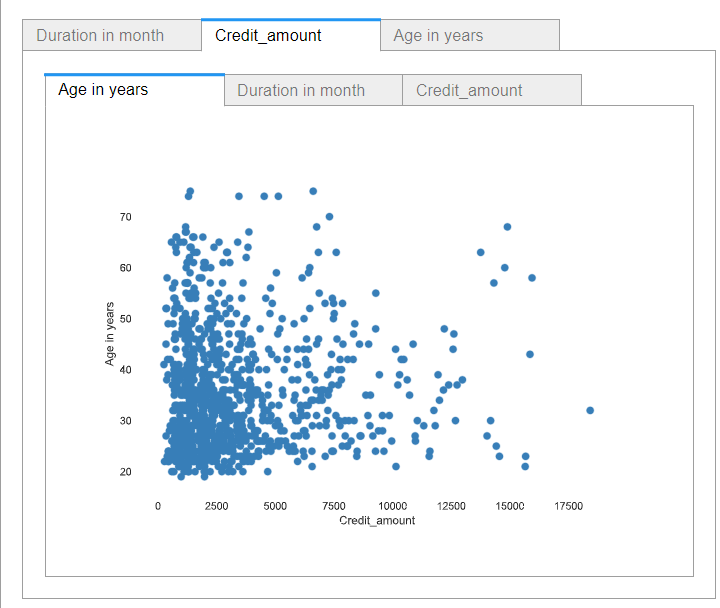 Duration in month Credit_amount Age in years
Age in years Duration in month Credit_amount
70
60
50
40
30
20
Age in years
0 2500 5000 7500 10000 12500 15000 17500
Credit_amount